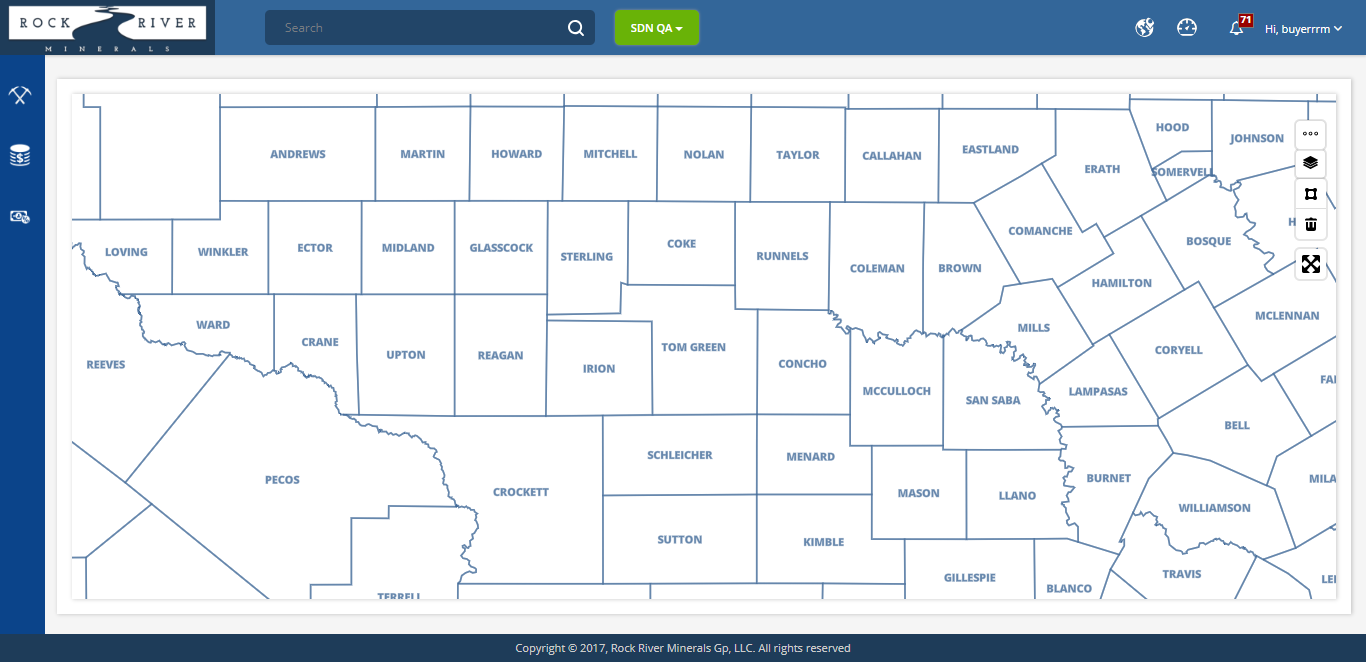 ROCK RIVER
MINERALS
Search
SDN QA
71
Hi, buyerrrm
HOOD
JOHNSON
ANDREWS
MARTIN
HOWARD
MITCHELL
NOLAN
TAYLOR
CALLAHAN
EASTLAND
ERATH
SOMERVELL
H
COMANCHE
BOSQUE
LOVING
WINKLER
ECTOR
MIDLAND
GLASSCOCK
STERLING
COKE
RUNNELS
COLEMAN
BROWN
HAMILTON
MCLENNAN
WARD
CRANE
UPTON
REAGAN
IRION
TOM GREEN
CONCHO
MILLS
CORYELL
REEVES
MCCULLOCH
SAN SABA
LAMPASAS
FAL
BELL
PECOS
CROCKETT
SCHLEICHER
MENARD
MASON
LLANO
BURNET
MILA
WILLIAMSON
SUTTON
KIMBLE
GILLESPIE
BLANCO
TRAVIS
LEE
TERRELL
Copyright © 2017, Rock River Minerals Gp, LLC. All rights reserved